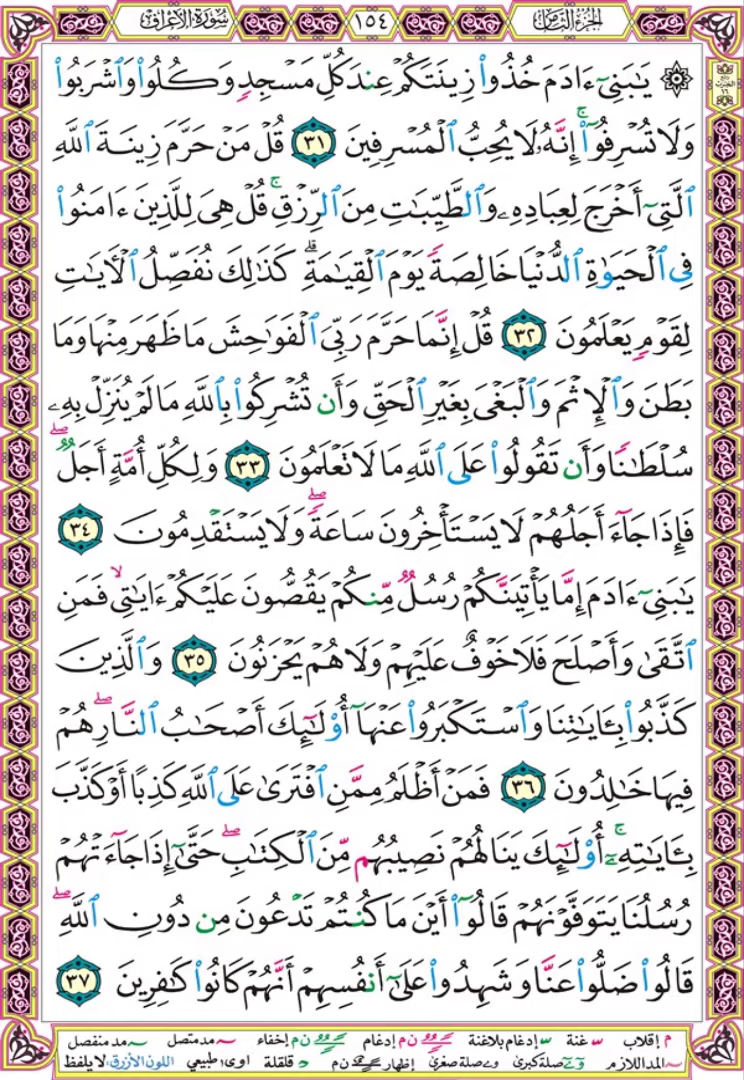 الجزء الثامن
١٥٤
سورة الأعراف
۞ يَـٰبَنِىٓ ءَادَمَ خُذُوا۟ زِينَتَكُمْ عِندَ كُلِّ مَسْجِدٍ وَكُلُوا۟ وَٱشْرَبُوا۟
وَلَا تُسْرِفُوٓا۟ ۚ إِنَّهُۥ لَا يُحِبُّ ٱلْمُسْرِفِينَ ٣١ قُلْ مَنْ حَرَّمَ زِينَةَ ٱللَّهِ
ٱلَّتِىٓ أَخْرَجَ لِعِبَادِهِۦ وَٱلطَّيِّبَـٰتِ مِنَ ٱلرِّزْقِ ۚ قُلْ هِىَ لِلَّذِينَ ءَامَنُوا۟
فِى ٱلْحَيَوٰةِ ٱلدُّنْيَا خَالِصَةً يَوْمَ ٱلْقِيَـٰمَةِ ۗ كَذَٰلِكَ نُفَصِّلُ ٱلْـَٔايَـٰتِ
لِقَوْمٍ يَعْلَمُونَ ٣٢ قُلْ إِنَّمَا حَرَّمَ رَبِّىَ ٱلْفَوَٰحِشَ مَا ظَهَرَ مِنْهَا وَمَا
بَطَنَ وَٱلْإِثْمَ وَٱلْبَغْىَ بِغَيْرِ ٱلْحَقِّ وَأَن تُشْرِكُوا۟ بِٱللَّهِ مَا لَمْ يُنَزِّلْ بِهِۦ
سُلْطَـٰنًا وَأَن تَقُولُوا۟ عَلَى ٱللَّهِ مَا لَا تَعْلَمُونَ ٣٣ وَلِكُلِّ أُمَّةٍ أَجَلٌ ۖ
فَإِذَا جَآءَ أَجَلُهُمْ لَا يَسْتَأْخِرُونَ سَاعَةً ۖ وَلَا يَسْتَقْدِمُونَ ٣٤
يَـٰبَنِىٓ ءَادَمَ إِمَّا يَأْتِيَنَّكُمْ رُسُلٌ مِّنكُمْ يَقُصُّونَ عَلَيْكُمْ ءَايَـٰتِى ۙ فَمَنِ
ٱتَّقَىٰ وَأَصْلَحَ فَلَا خَوْفٌ عَلَيْهِمْ وَلَا هُمْ يَحْزَنُونَ ٣٥ وَٱلَّذِينَ
كَذَّبُوا۟ بِـَٔايَـٰتِنَا وَٱسْتَكْبَرُوا۟ عَنْهَآ أُو۟لَـٰٓئِكَ أَصْحَـٰبُ ٱلنَّارِ ۖ هُمْ
فِيهَا خَـٰلِدُونَ ٣٦ فَمَنْ أَظْلَمُ مِمَّنِ ٱفْتَرَىٰ عَلَى ٱللَّهِ كَذِبًا أَوْ كَذَّبَ
بِـَٔايَـٰتِهِۦٓ ۚ أُو۟لَـٰٓئِكَ يَنَالُهُمْ نَصِيبُهُم مِّنَ ٱلْكِتَـٰبِ ۖ حَتَّىٰٓ إِذَا جَآءَتْهُمْ
رُسُلُنَا يَتَوَفَّوْنَهُمْ قَالُوٓا۟ أَيْنَ مَا كُنتُمْ تَدْعُونَ مِن دُونِ ٱللَّهِ ۖ
قَالُوا۟ ضَلُّوا۟ عَنَّا وَشَهِدُوا۟ عَلَىٰٓ أَنفُسِهِمْ أَنَّهُمْ كَانُوا۟ كَـٰفِرِينَ ٣٧
م إقلاب غنة إدغام بلاغنة ن م إدغام ن م إخفاء مد متصل مد منفصل
المد اللازم صلة كبرى صلة صغرى إظهار ن م قلقلة اوى طبيعي اللون الأزرق، لا يلفظ